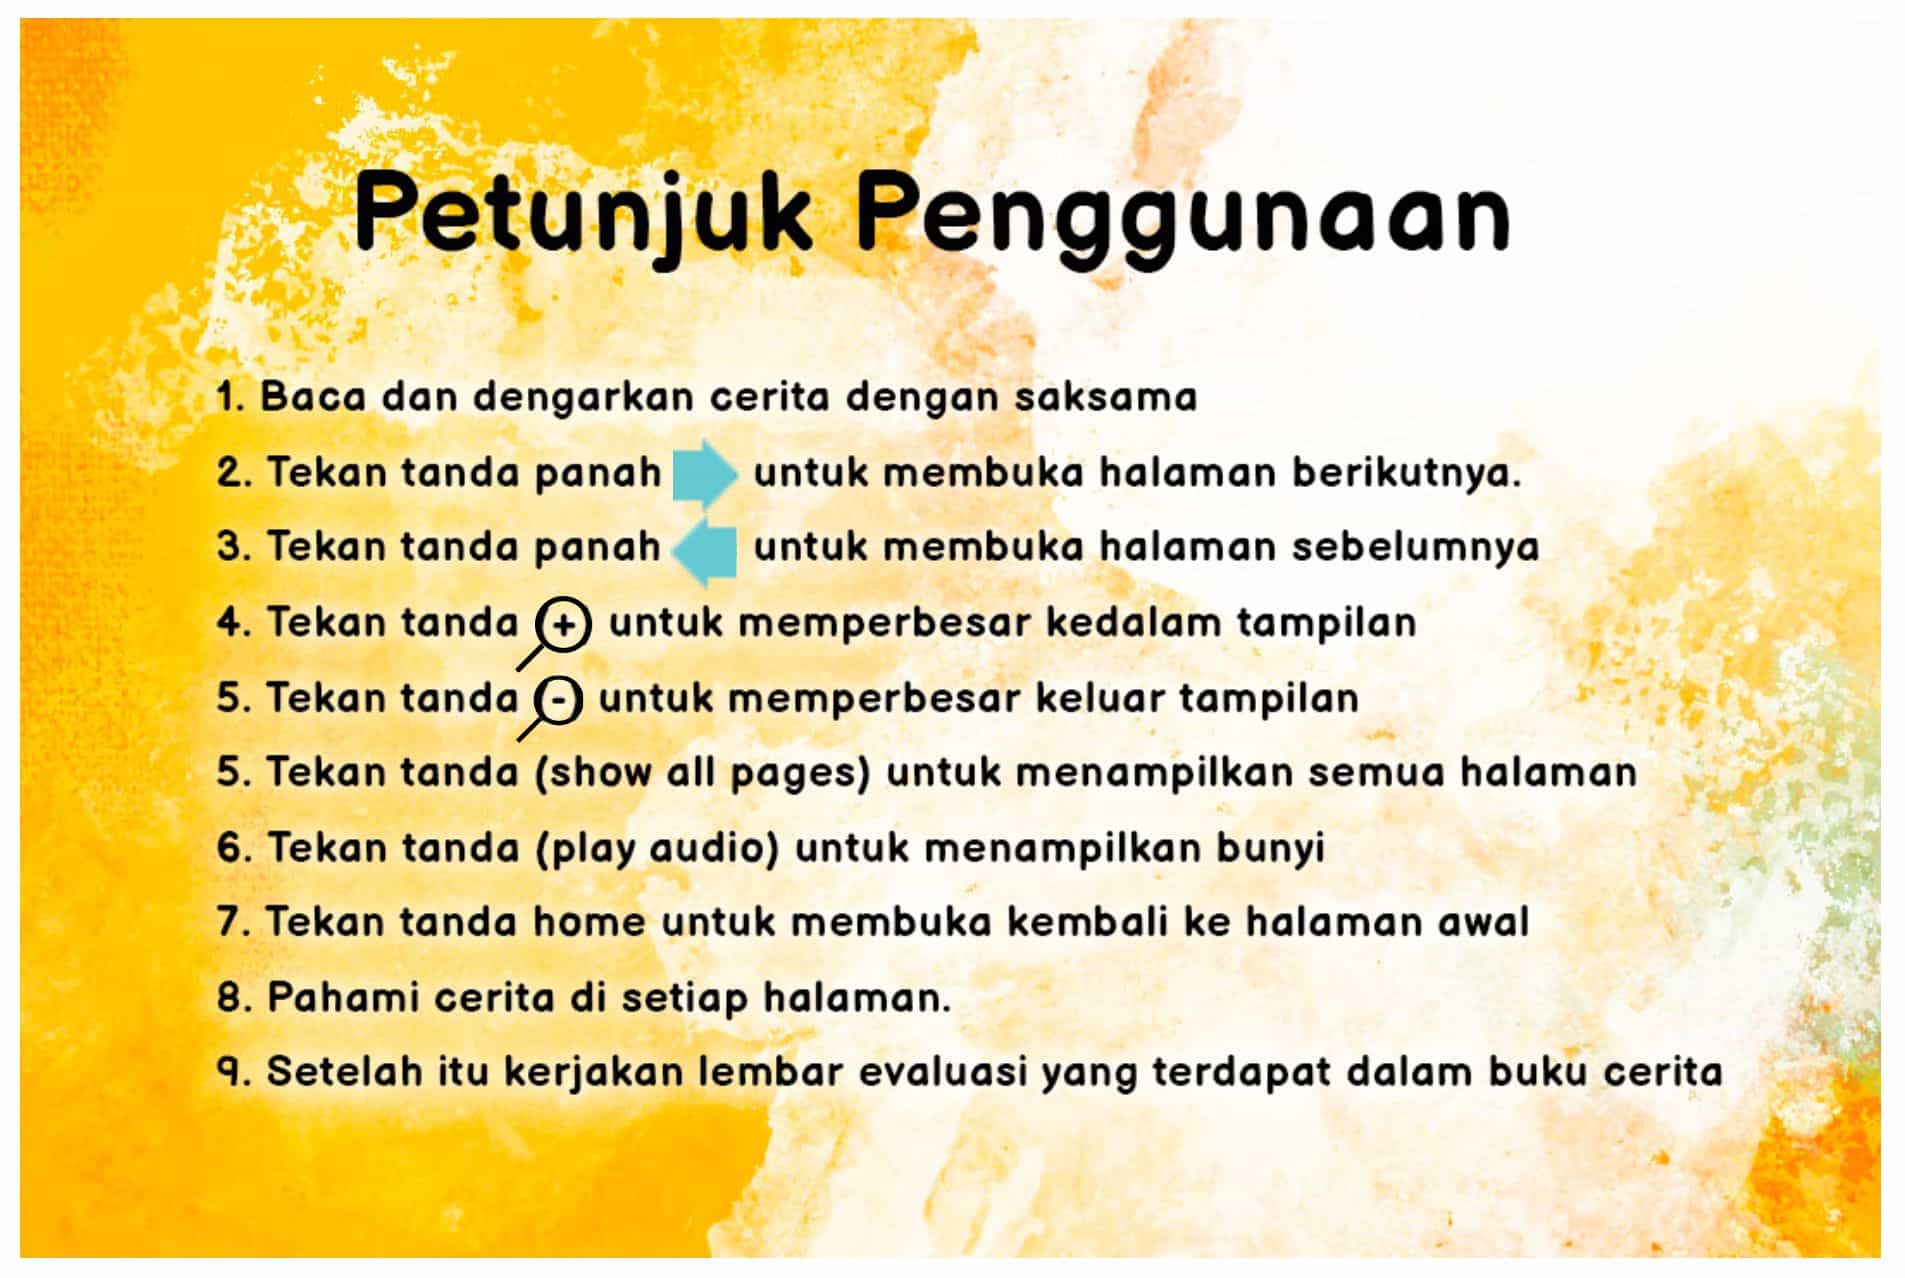 Petunjuk Penggunaan
1. Baca dan dengarkan cerita dengan saksama
2. Tekan tanda panah untuk membuka halaman berikutnya.
3. Tekan tanda panah untuk membuka halaman sebelumnya
4. Tekan tanda + untuk memperbesar kedalam tampilan
5. Tekan tanda - untuk memperbesar keluar tampilan
5. Tekan tanda (show all pages) untuk menampilkan semua halaman
6. Tekan tanda (play audio) untuk menampilkan bunyi
7. Tekan tanda home untuk membuka kembali ke halaman awal
8. Pahami cerita di setiap halaman.
9. Setelah itu kerjakan lembar evaluasi yang terdapat dalam buku cerita